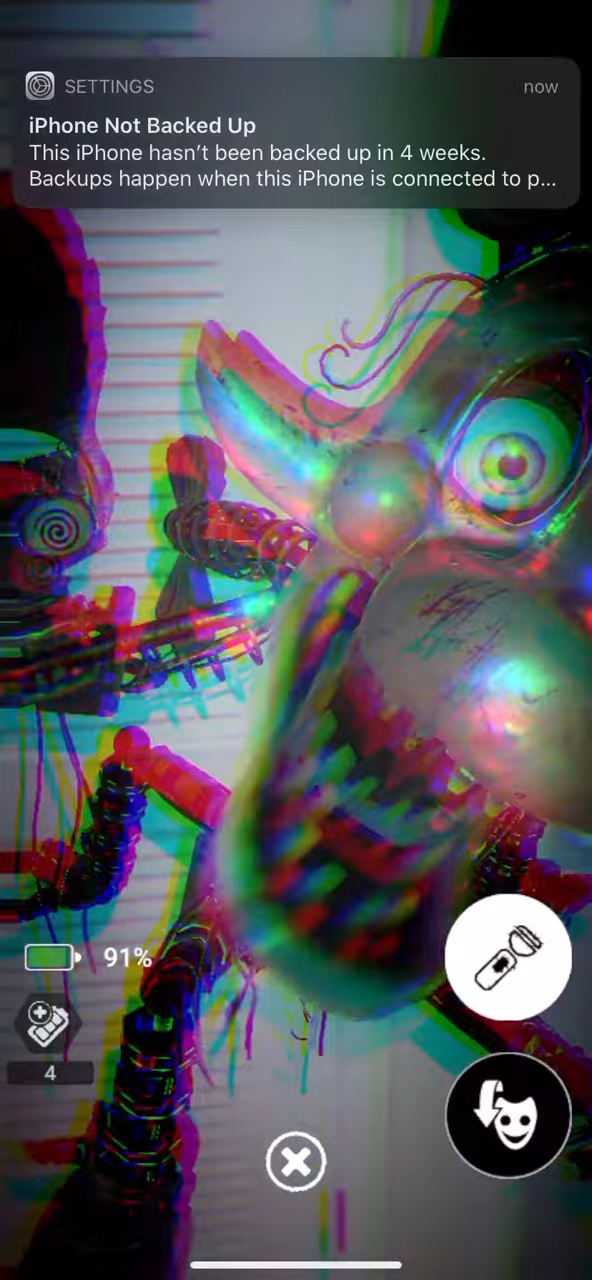 SETTINGS
now
iPhone Not Backed Up
This iPhone hasn’t been backed up in 4 weeks.
Backups happen when this iPhone is connected to p...
91%
4